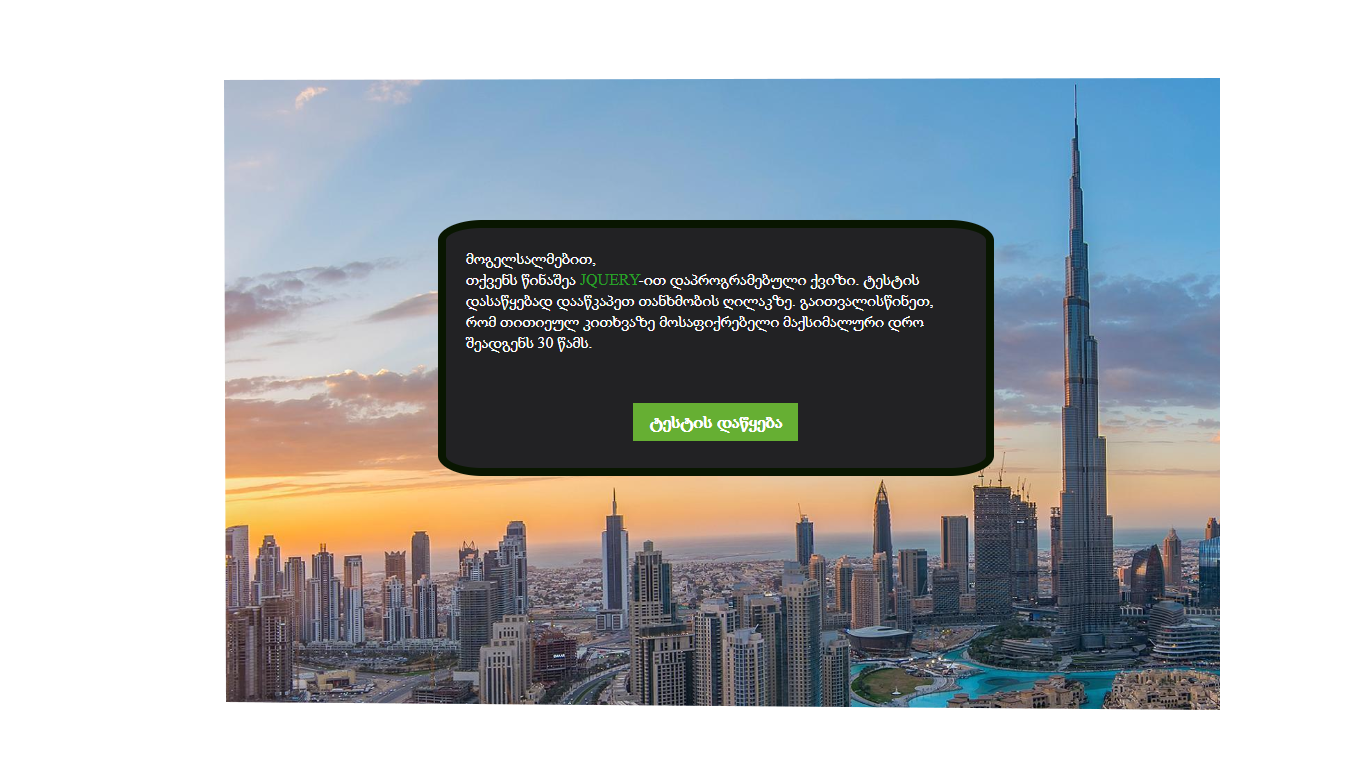 მოგელსალმებით,
თქვენს წინაშეა JQUERY-ით დაპროგრამებული ქვიზი. ტესტის
დასაწყებად დააწკაპეთ თანხმობის ღილაკზე. გაითვალისწინეთ,
რომ თითიეულ კითხვაზე მოსაფიქრებელი მაქსიმალური დრო
შეადგენს 30 წამს.
ტესტის დაწყება